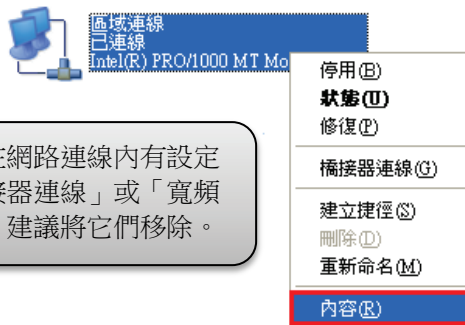 區域連線
已連線
Intel(R) PRO/1000 MT Mo
停用(B)
狀態(U)
修復(P)
橋接器連線(G)
建立捷徑(S)
刪除(D)
重新命名(M)
內容(R)
在網路連線內有設定
接器連線」或「寬頻
建議將它們移除。